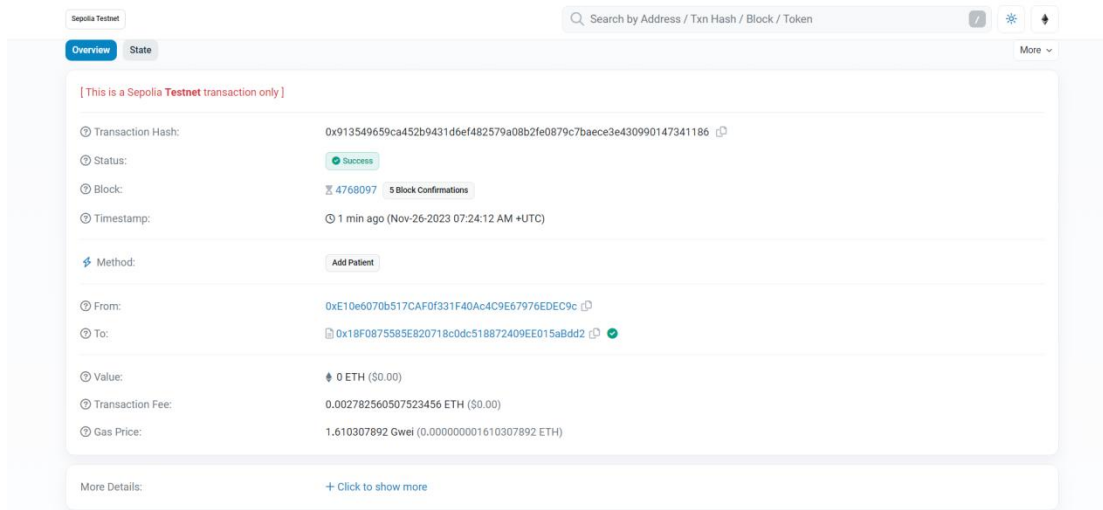 Sepolia Testnet
Search by Address / Txn Hash / Block / Token
/
Overview State More
[ This is a Sepolia Testnet transaction only ]
Transaction Hash: 0x913549659ca452b9431d6ef482579a08b2fe0879c7baece3e430990147341186
Status: Success
Block: 4768097 5 Block Confirmations
Timestamp: 1 min ago (Nov-26-2023 07:24:12 AM +UTC)
Method: Add Patient
From: 0xE10e6070b517CAF0f331F40Ac4C9E67976EDEC9c
To: 0x18F0875585E820718c0dc518872409EE015aBdd2
Value: 0 ETH ($0.00)
Transaction Fee: 0.002782560507523456 ETH ($0.00)
Gas Price: 1.610307892 Gwei (0.000000001610307892 ETH)
More Details: + Click to show more